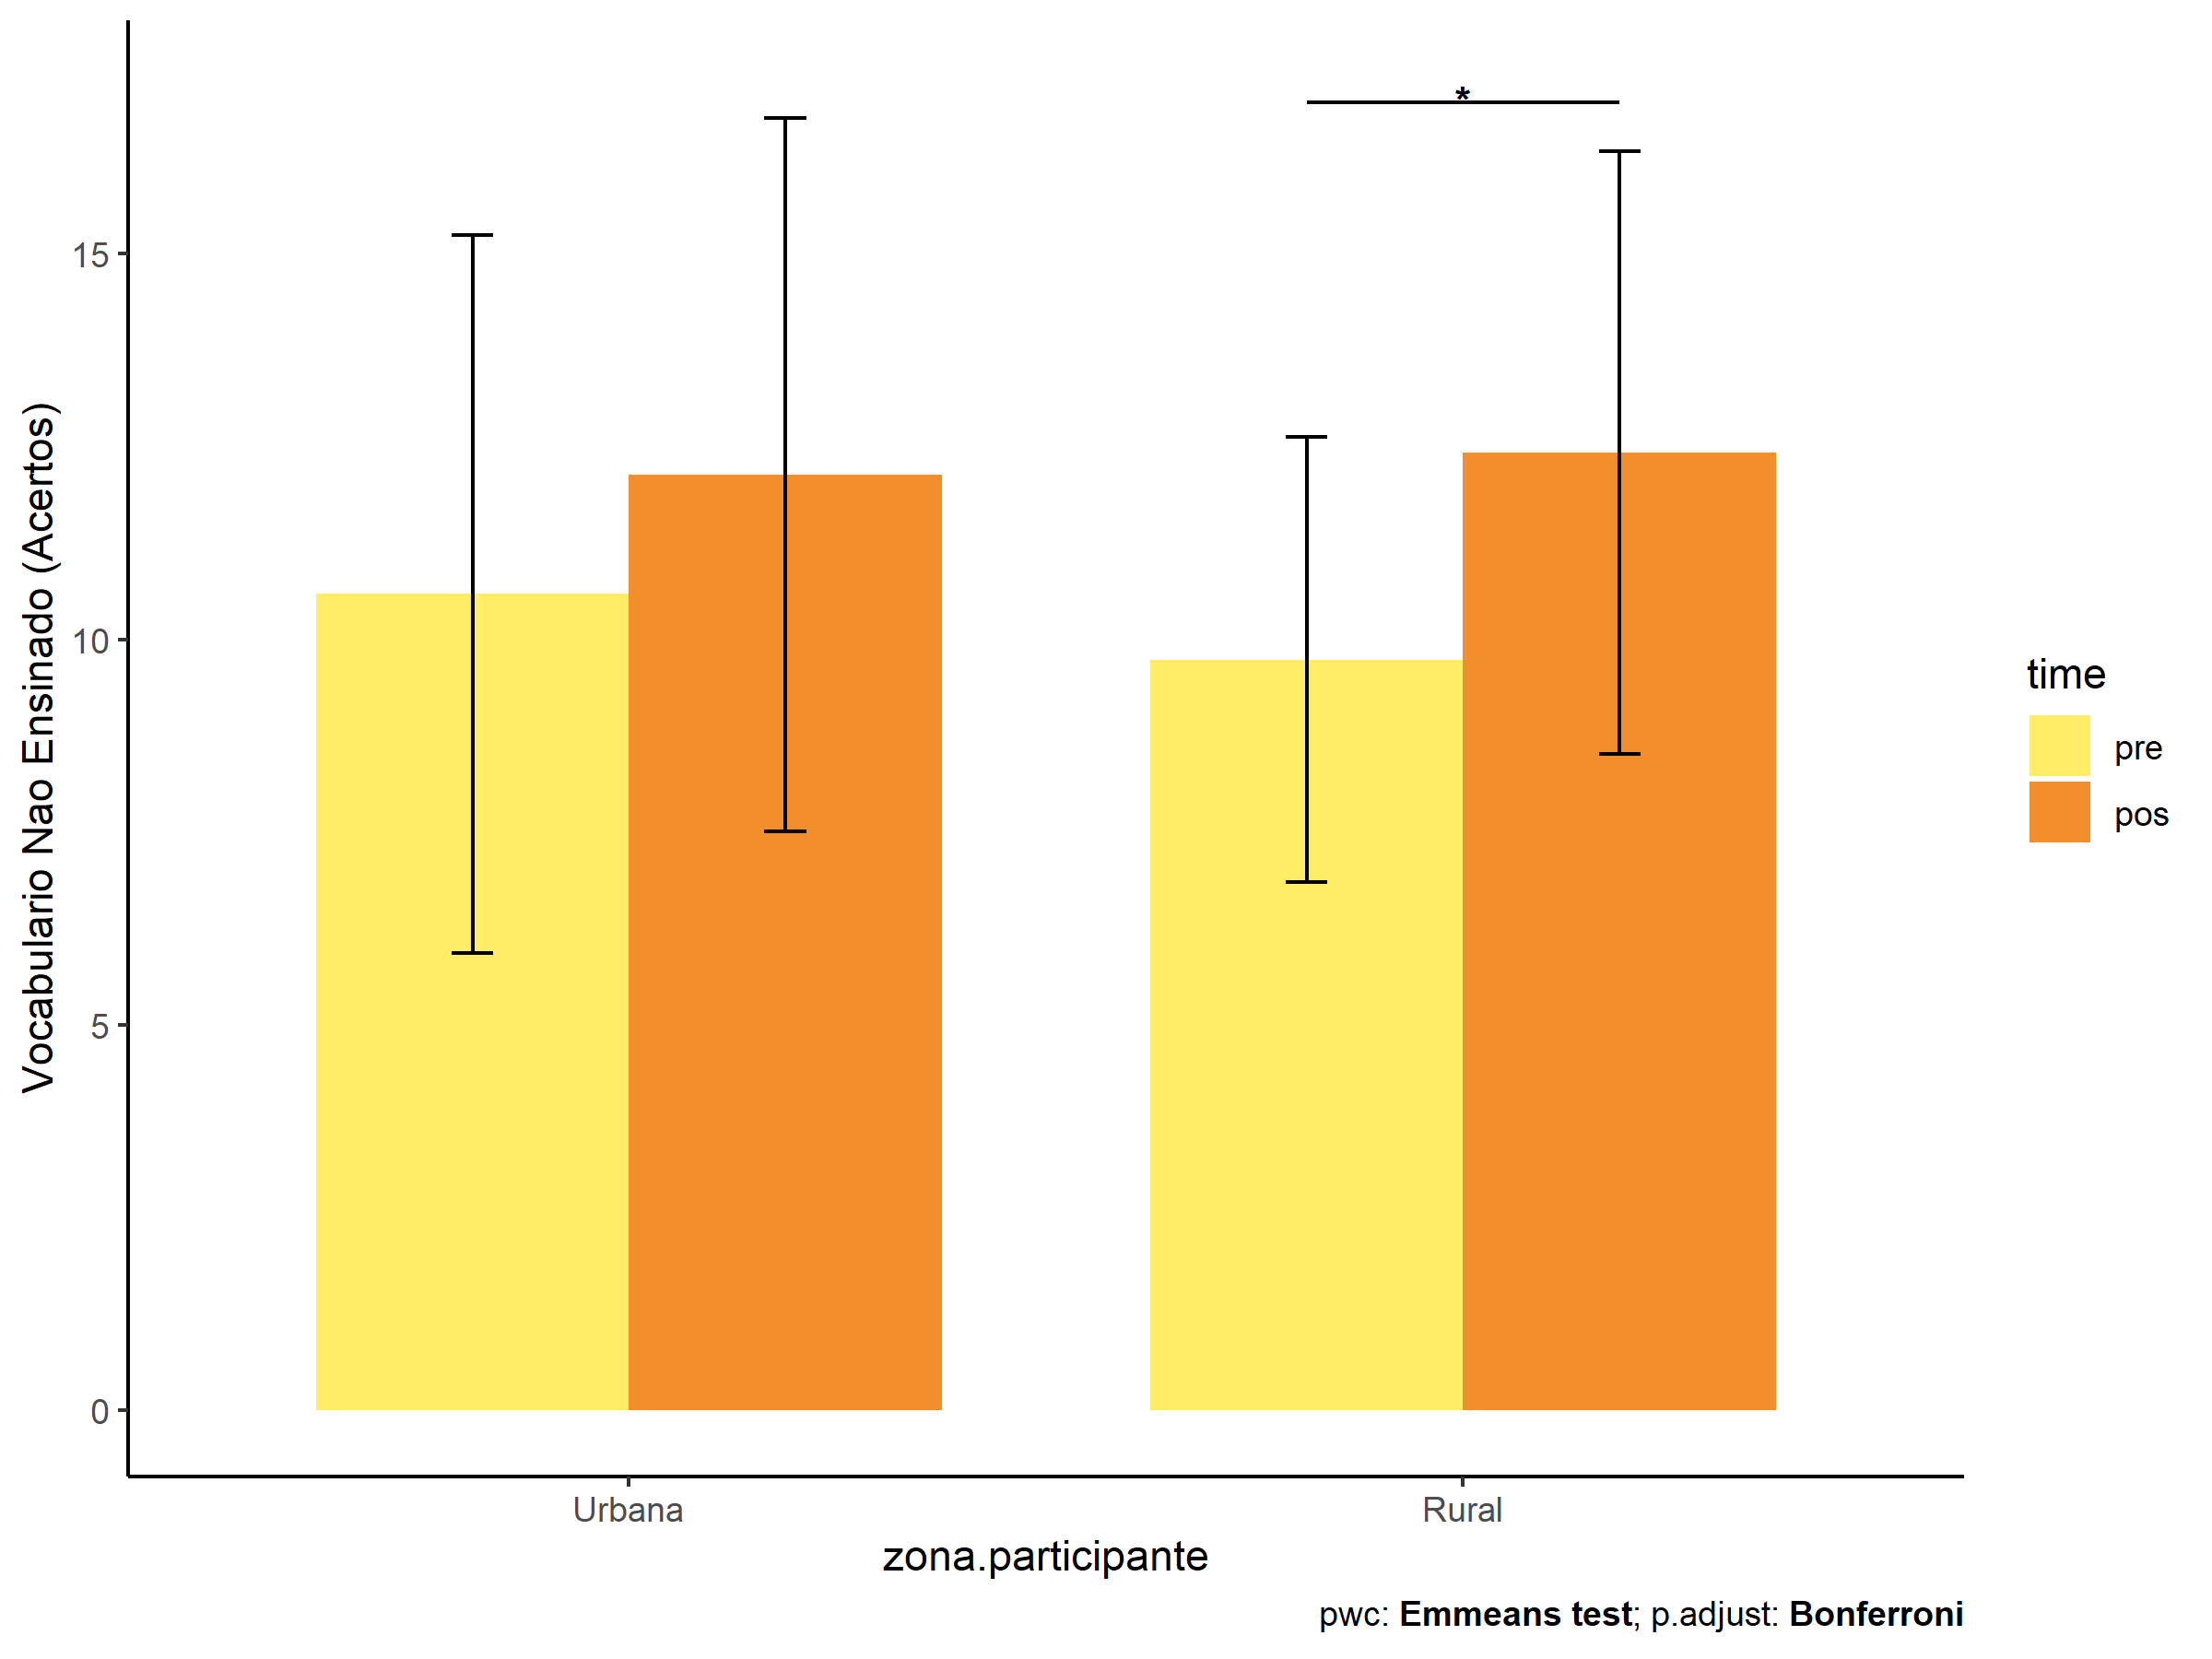 Vocabulario Nao Ensinado (Acertos)
15
10
5
0
*
Urbana
Rural
zona.participante
time
pre
pos
pwc: Emmeans test; p.adjust: Bonferroni